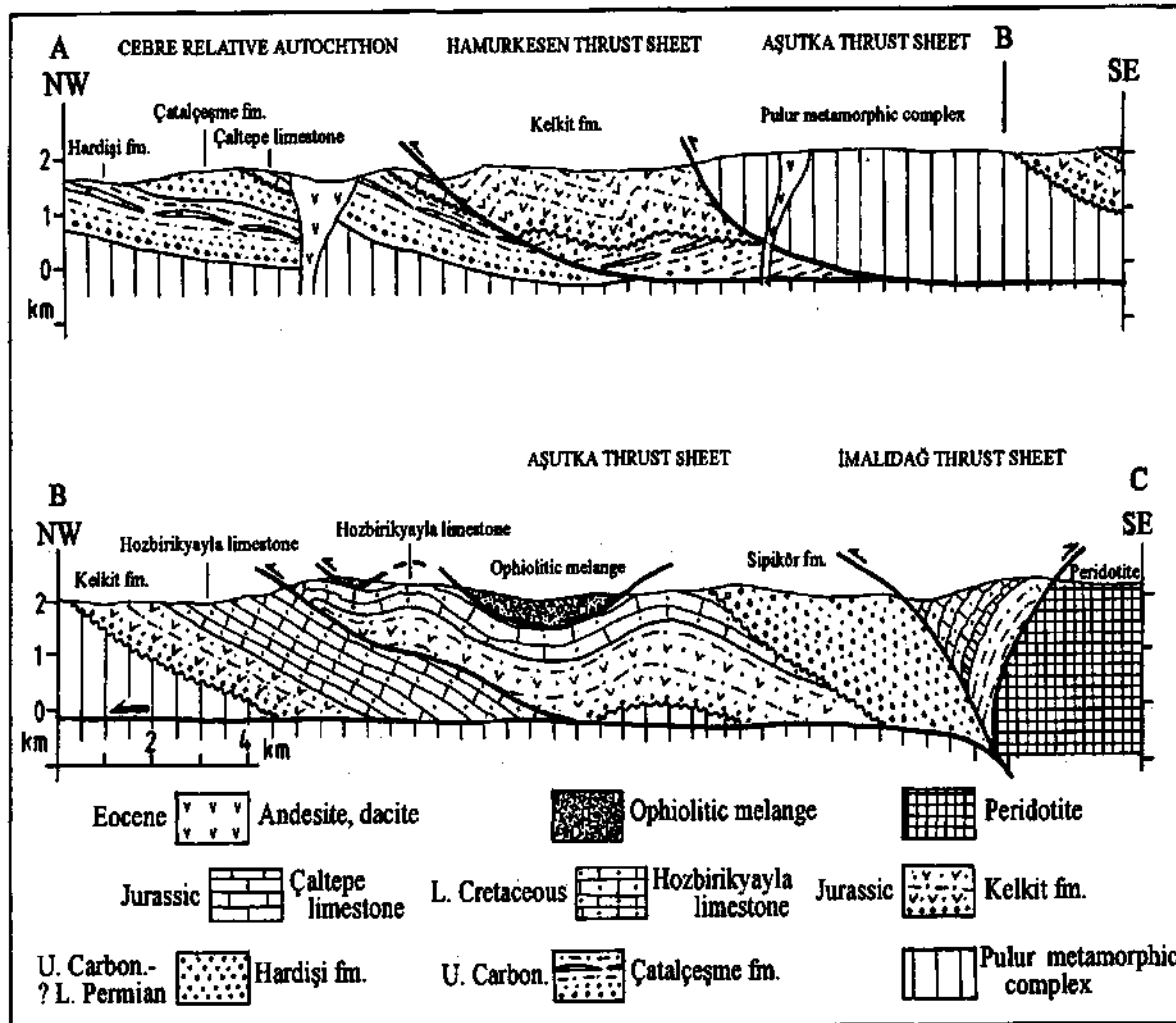 A CEBRE RELATIVE AUTOCHTHON HAMURKESEN THRUST SHEET AŞUTKA THRUST SHEET B
NW SE
Çatalçeşme fm.
Hardişi fm. Çaltepe limestone Kelkit fm. Pulur metamorphic complex
2
1
0
km
AŞUTKA THRUST SHEET İMALIDAĞ THRUST SHEET
B C
NW SE
Hozbirikyayla limestone
Hozbirikyayla limestone
Kelkit fm. Ophiolitic melange Sipikör fm. Peridotite
2
1
0
km 2 4 km
Eocene Andesite, dacite Ophiolitic melange Peridotite
Jurassic Çaltepe limestone L. Cretaceous Hozbirikyayla limestone Jurassic Kelkit fm.
U. Carbon.-
? L. Permian Hardişi fm. U. Carbon. Çatalçeşme fm. Pulur metamorphic complex